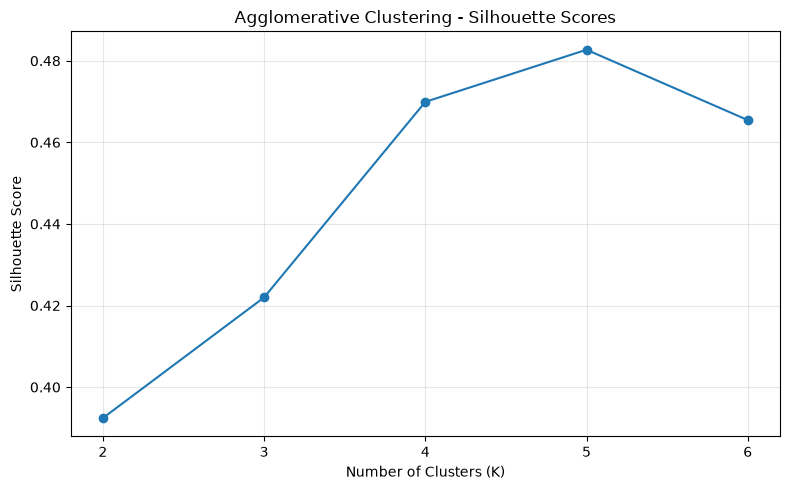 Agglomerative Clustering - Silhouette Scores
Silhouette Score
0.48
0.46
0.44
0.42
0.40
2 3 4 5 6
Number of Clusters (K)